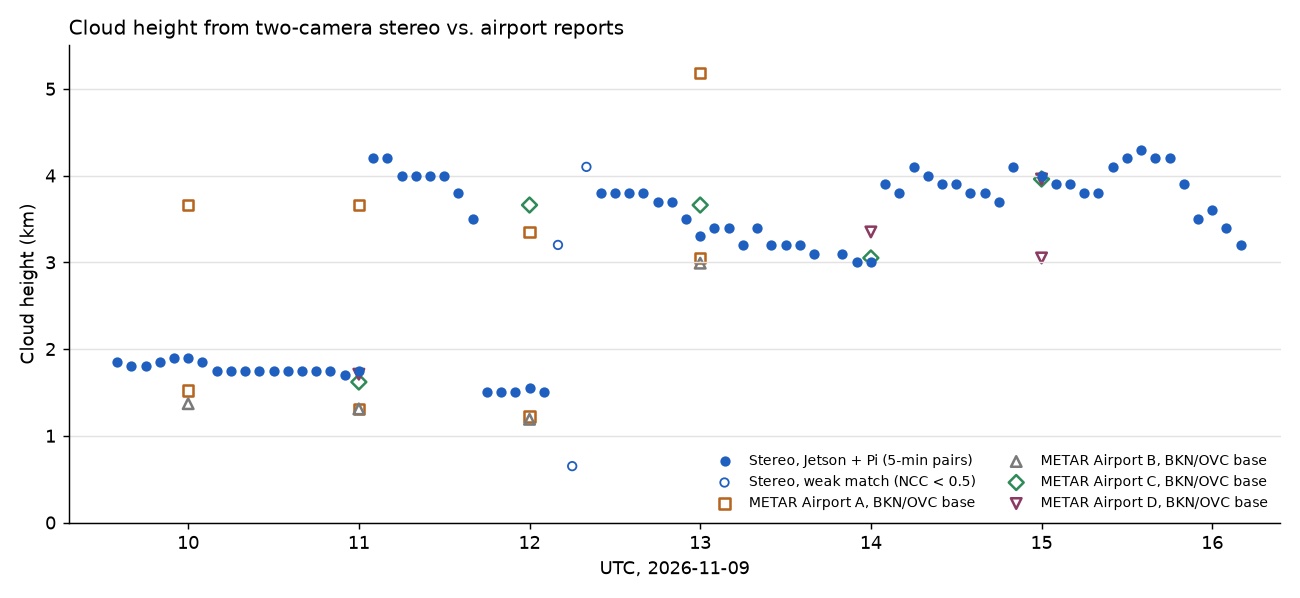 Cloud height from two-camera stereo vs. airport reports
Cloud height (km)
5
4
3
2
1
0
Stereo, Jetson + Pi (5-min pairs)
Stereo, weak match (NCC < 0.5)
METAR Airport A, BKN/OVC base
METAR Airport B, BKN/OVC base
METAR Airport C, BKN/OVC base
METAR Airport D, BKN/OVC base
10 11 12 13 14 15 16
UTC, 2026-11-09